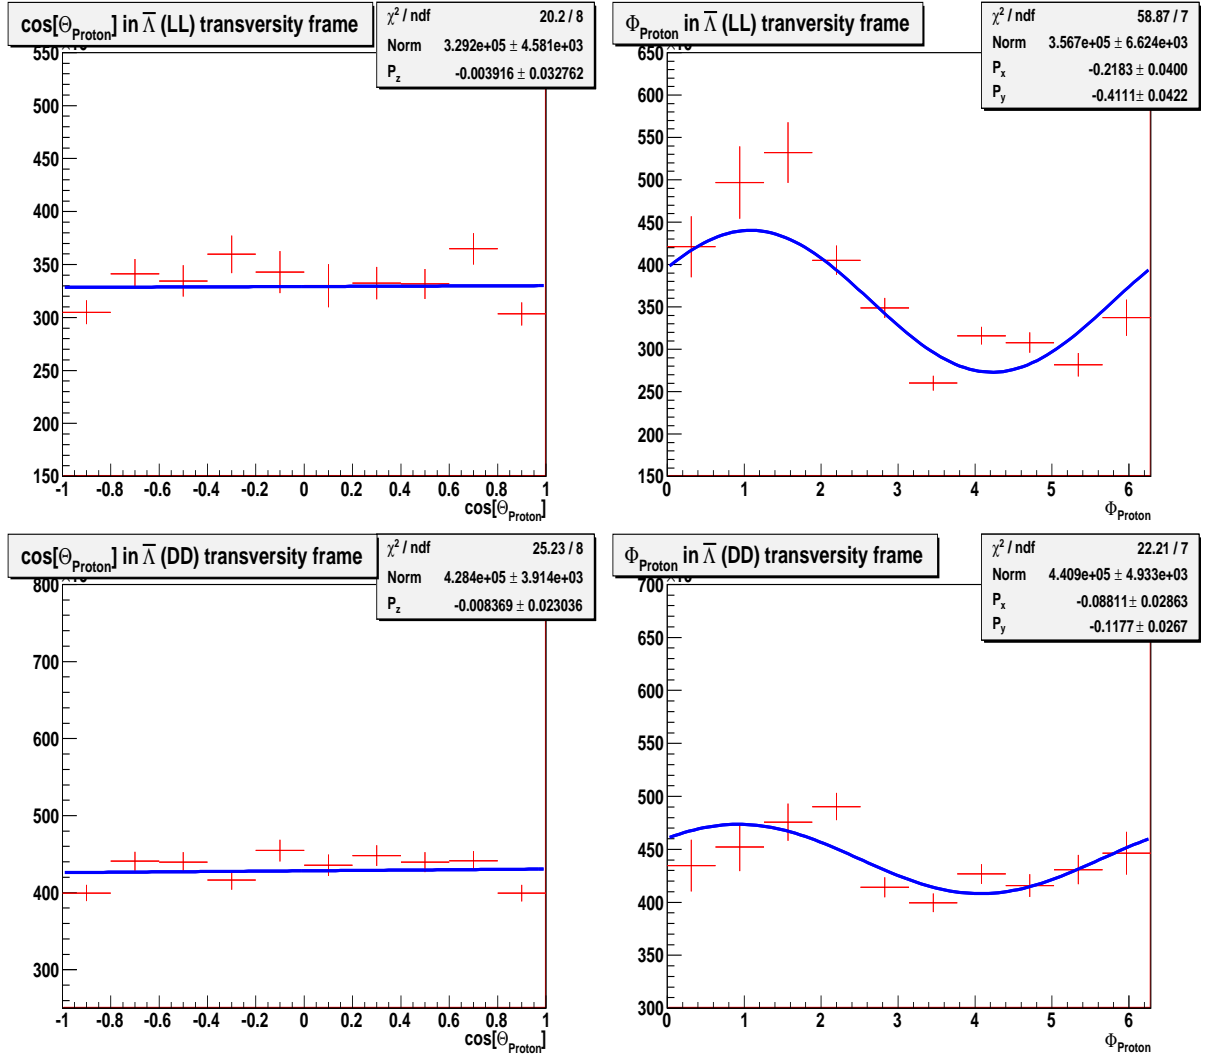 cos[Θ_Proton] in Λ̅ (LL) transversity frame
χ² / ndf 20.2 / 8
Norm 3.292e+05 ± 4.581e+03
P_z -0.003916 ± 0.032762
550
500
450
400
350
300
250
200
150
-1 -0.8 -0.6 -0.4 -0.2 0 0.2 0.4 0.6 0.8 1
cos[Θ_Proton]
Φ_Proton in Λ̅ (LL) tranversity frame
χ² / ndf 58.87 / 7
Norm 3.567e+05 ± 6.624e+03
P_x -0.2183 ± 0.0400
P_y -0.4111 ± 0.0422
650
600
550
500
450
400
350
300
250
200
150
0 1 2 3 4 5 6
Φ_Proton
cos[Θ_Proton] in Λ̅ (DD) transversity frame
χ² / ndf 25.23 / 8
Norm 4.284e+05 ± 3.914e+03
P_z -0.008369 ± 0.023036
800
700
600
500
400
300
-1 -0.8 -0.6 -0.4 -0.2 0 0.2 0.4 0.6 0.8 1
cos[Θ_Proton]
Φ_Proton in Λ̅ (DD) transversity frame
χ² / ndf 22.21 / 7
Norm 4.409e+05 ± 4.933e+03
P_x -0.08811 ± 0.02863
P_y -0.1177 ± 0.0267
700
650
600
550
500
450
400
350
300
0 1 2 3 4 5 6
Φ_Proton